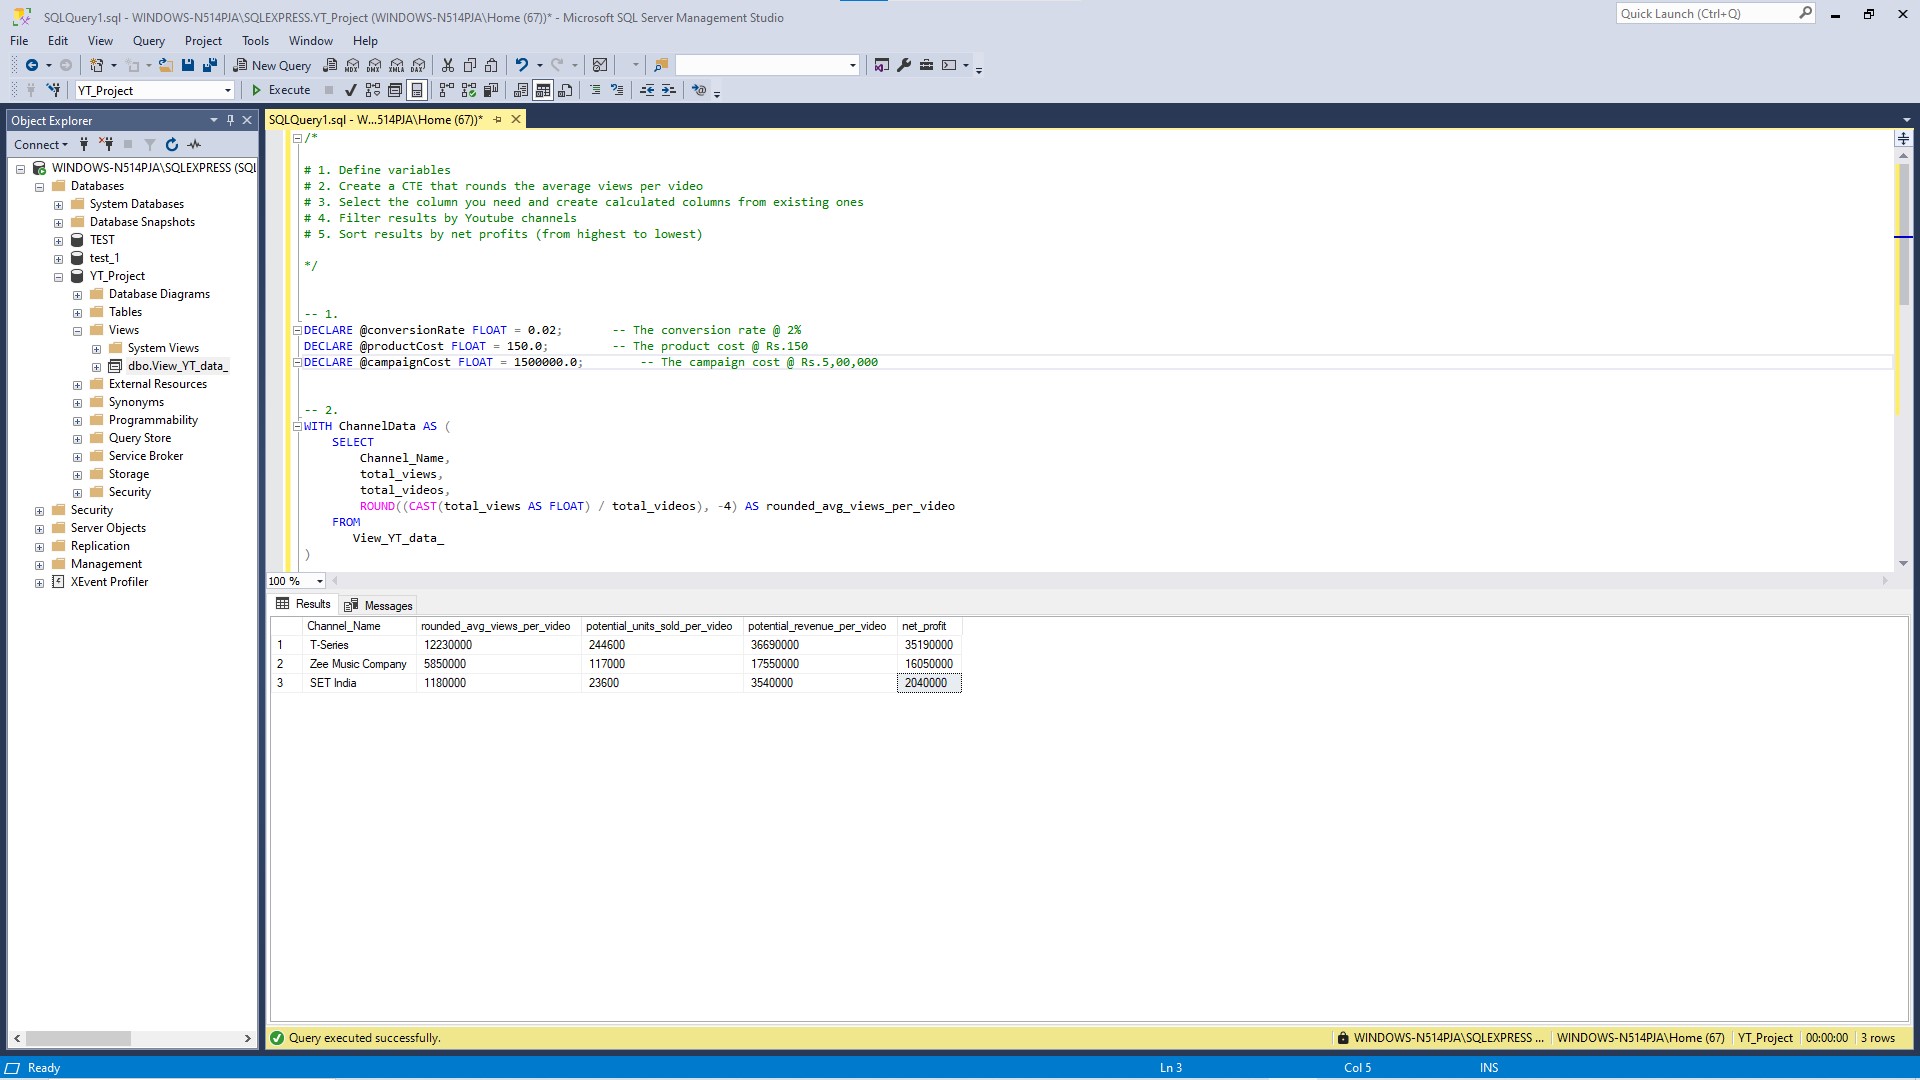 SQLQuery1.sql - WINDOWS-N514PJA\SQLEXPRESS.YT_Project (WINDOWS-N514PJA\Home (67))* - Microsoft SQL Server Management Studio
Quick Launch (Ctrl+Q)
File Edit View Query Project Tools Window Help
New Query MDX DMX XMLA DAX
YT_Project Execute
Object Explorer
SQLQuery1.sql - W...514PJA\Home (67))*
Connect
WINDOWS-N514PJA\SQLEXPRESS (SQL
Databases
System Databases
Database Snapshots
TEST
test_1
YT_Project
Database Diagrams
Tables
Views
System Views
dbo.View_YT_data_
External Resources
Synonyms
Programmability
Query Store
Service Broker
Storage
Security
Security
Server Objects
Replication
Management
XEvent Profiler
/*
# 1. Define variables
# 2. Create a CTE that rounds the average views per video
# 3. Select the column you need and create calculated columns from existing ones
# 4. Filter results by Youtube channels
# 5. Sort results by net profits (from highest to lowest)
*/
-- 1.
DECLARE @conversionRate FLOAT = 0.02; -- The conversion rate @ 2%
DECLARE @productCost FLOAT = 150.0; -- The product cost @ Rs.150
DECLARE @campaignCost FLOAT = 1500000.0; -- The campaign cost @ Rs.5,00,000
-- 2.
WITH ChannelData AS (
SELECT
Channel_Name,
total_views,
total_videos,
ROUND((CAST(total_views AS FLOAT) / total_videos), -4) AS rounded_avg_views_per_video
FROM
View_YT_data_
)
100 %
Results Messages
Channel_Name rounded_avg_views_per_video potential_units_sold_per_video potential_revenue_per_video net_profit
1 T-Series 12230000 244600 36690000 35190000
2 Zee Music Company 5850000 117000 17550000 16050000
3 SET India 1180000 23600 3540000 2040000
Query executed successfully. WINDOWS-N514PJA\SQLEXPRESS ... WINDOWS-N514PJA\Home (67) YT_Project 00:00:00 3 rows
Ready Ln 3 Col 5 INS